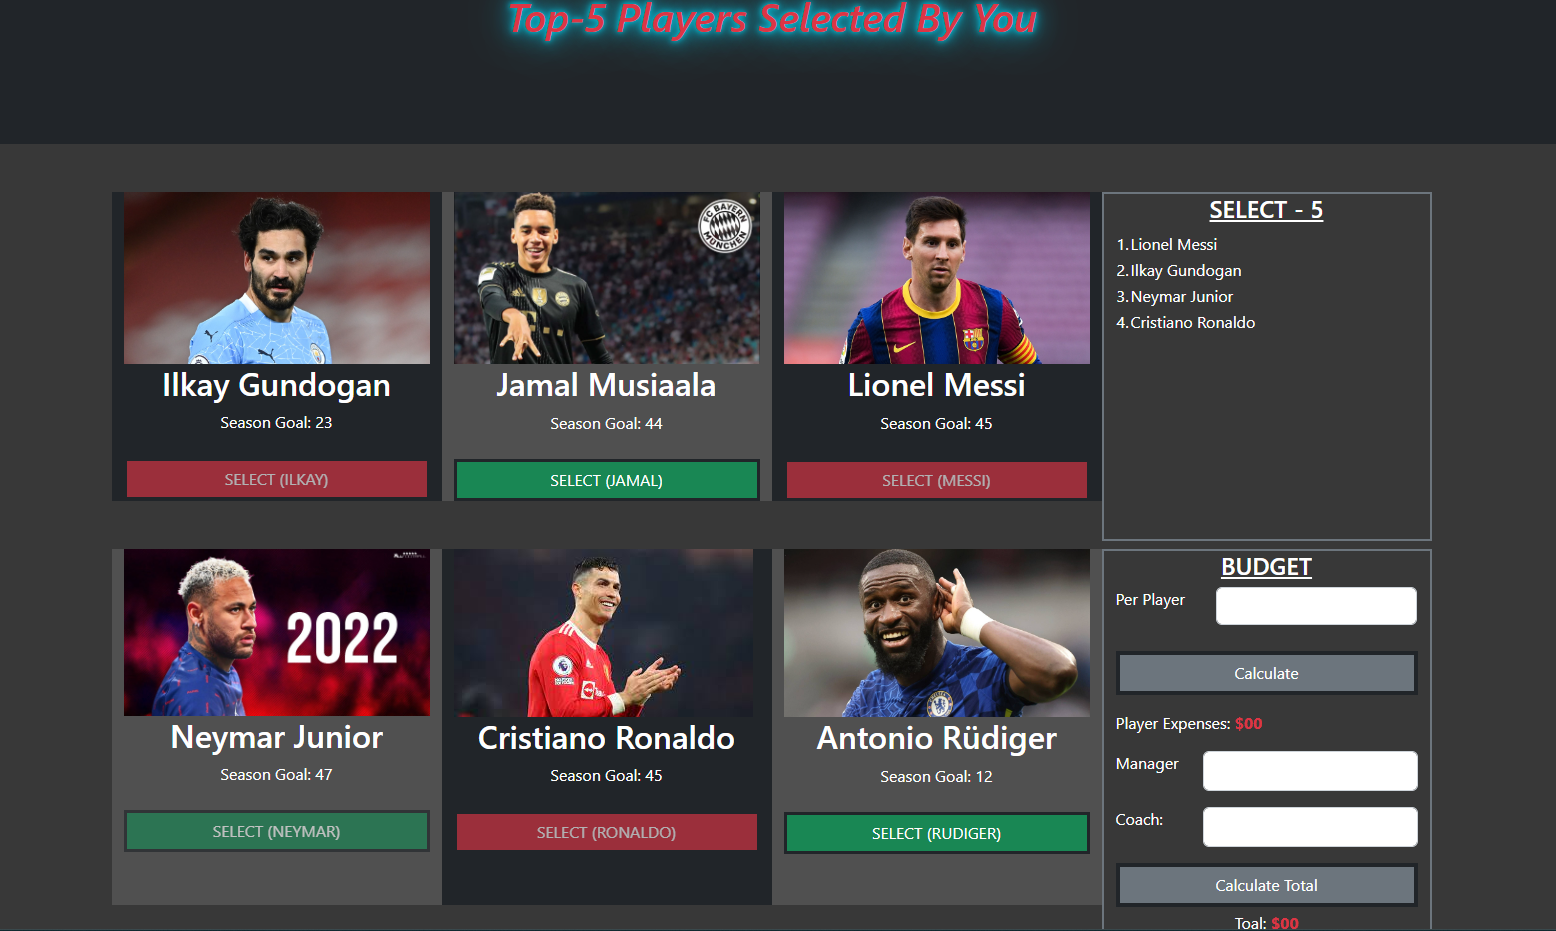 Top-5 Players Selected By You
FC BAYERN
MÜNCHEN
Ilkay Gundogan
Season Goal: 23
SELECT (ILKAY)
Jamal Musiaala
Season Goal: 44
SELECT (JAMAL)
Lionel Messi
Season Goal: 45
SELECT (MESSI)
SELECT - 5
1. Lionel Messi
2. Ilkay Gundogan
3. Neymar Junior
4. Cristiano Ronaldo
2022
Neymar Junior
Season Goal: 47
SELECT (NEYMAR)
Cristiano Ronaldo
Season Goal: 45
SELECT (RONALDO)
Antonio Rüdiger
Season Goal: 12
SELECT (RUDIGER)
BUDGET
Per Player
Calculate
Player Expenses: $00
Manager
Coach:
Calculate Total
Toal: $00